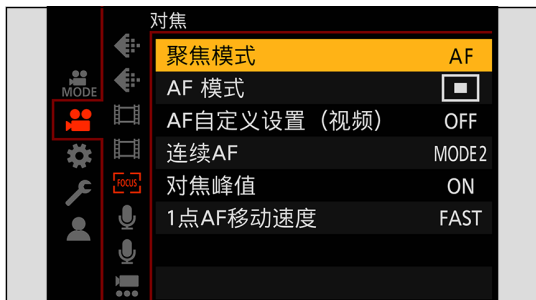 对焦
MODE
FOCUS
聚焦模式 AF
AF 模式
AF自定义设置（视频） OFF
连续AF MODE2
对焦峰值 ON
1点AF移动速度 FAST